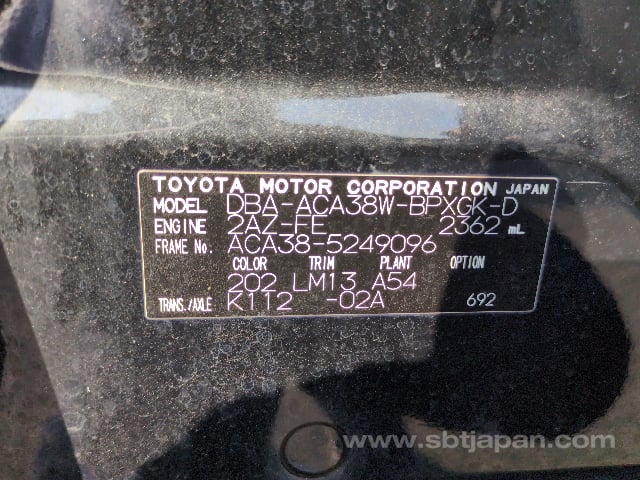 TOYOTA MOTOR CORPORATION JAPAN
MODEL DBA-ACA38W-BPXGK-D
ENGINE 2AZ-FE 2362 mL
FRAME No. ACA38-5249096
COLOR TRIM PLANT OPTION
202 LM13 A54
TRANS./AXLE K112 -02A 692
www.sbtjapan.com